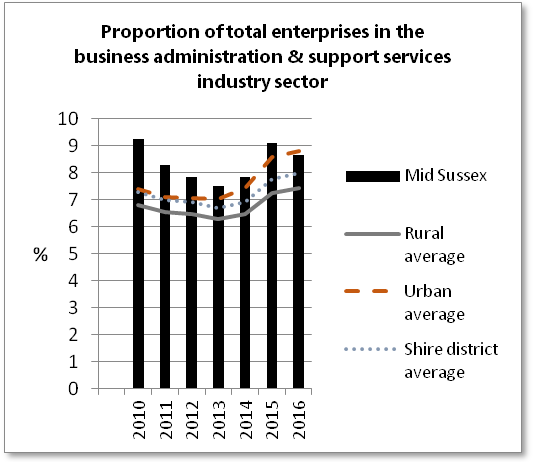 Proportion of total enterprises in the
business administration & support services
industry sector
10
9
8
7
6
5
4
3
2
1
0
%
2010
2011
2012
2013
2014
2015
2016
Mid Sussex
Rural
average
Urban
average
Shire district
average